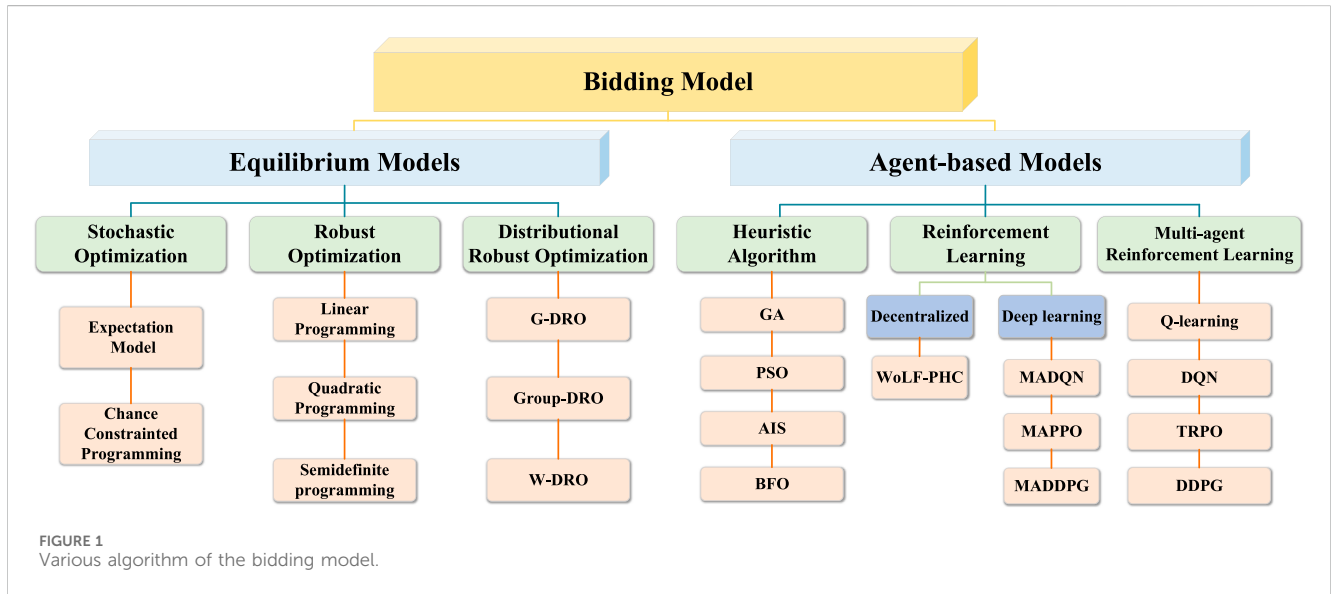 Bidding Model
Equilibrium Models
Agent-based Models
Stochastic
Optimization
Robust
Optimization
Distributional
Robust Optimization
Heuristic
Algorithm
Reinforcement
Learning
Multi-agent
Reinforcement Learning
Expectation
Model
Chance
Constrainted
Programming
Linear
Programming
Quadratic
Programming
Semidefinite
programming
G-DRO
Group-DRO
W-DRO
GA
PSO
AIS
BFO
Decentralized
WoLF-PHC
Deep learning
MADQN
MAPPO
MADDPG
Q-learning
DQN
TRPO
DDPG
FIGURE 1
Various algorithm of the bidding model.